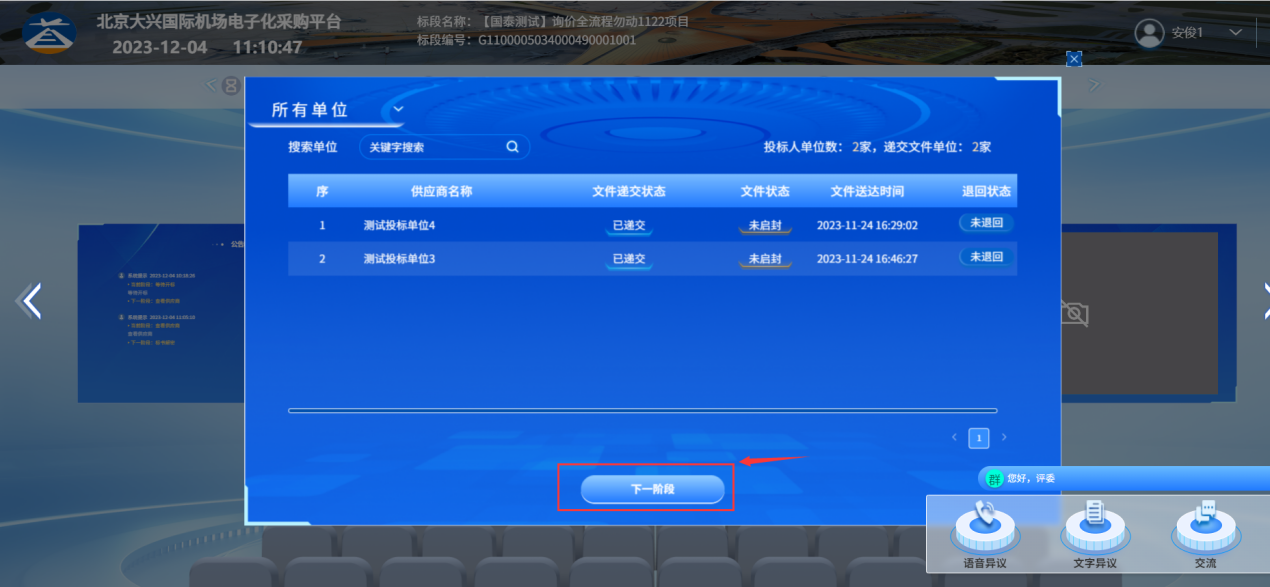 北京大兴国际机场电子化采购平台
2023-12-04 11:10:47
标段名称：【国泰测试】询价全流程勿动1122项目
标段编号：G1100005034000490001001
安俊1
所有单位
搜索单位 关键字搜索
投标人单位数： 2家，递交文件单位： 2家
序 供应商名称 文件递交状态 文件状态 文件送达时间 退回状态
1 测试投标单位4 已递交 未启封 2023-11-24 16:29:02 未退回
2 测试投标单位3 已递交 未启封 2023-11-24 16:46:27 未退回
公告
1
下一阶段
群 您好，评委
语音异议 文字异议 交流